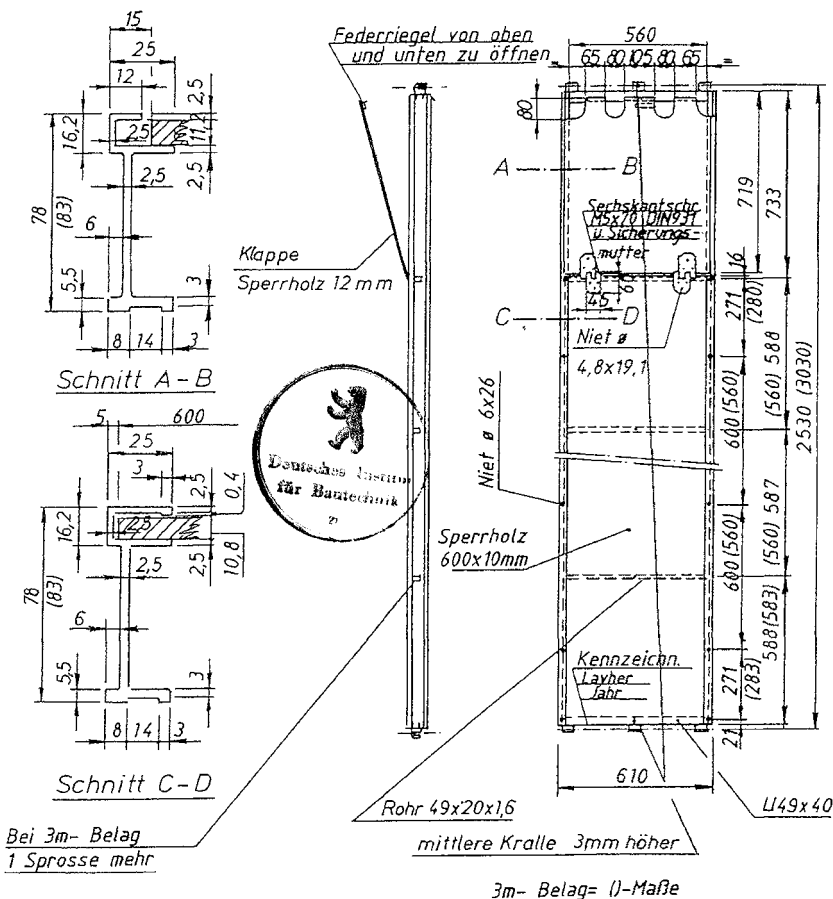 15
25
12
2,5
16,2
2,5
11,2
2,5
2,5
78
(83)
6
5,5
3
8 14 3
Schnitt A-B
5 600
25
3
2,5
0,4
16,2
2,5
2,5
10,8
2,5
78
(83)
6
5,5
3
8 14 3
Schnitt C-D
Bei 3m- Belag
1 Sprosse mehr
Federriegel von oben
und unten zu öffnen
Klappe
Sperrholz 12 mm
Deutsches Institut
für Bautechnik
560
= 65 80 105 80 65 =
80
A B
Sechskantschr.
M5x70 DIN931
u. Sicherungs-
mutter
45
C D
Niet ø
4,8x19,1
Niet ø 6x26
Sperrholz
600x10mm
Kennzeichn.
Layher
Jahr
719
733
16
271
(280)
588
(560)
600 (560)
2530 (3030)
587
(560)
600 (560)
588 (583)
271
(283)
21
610
Rohr 49x20x1,6
U49x40
mittlere Kralle 3mm höher
3m- Belag= ()-Maße